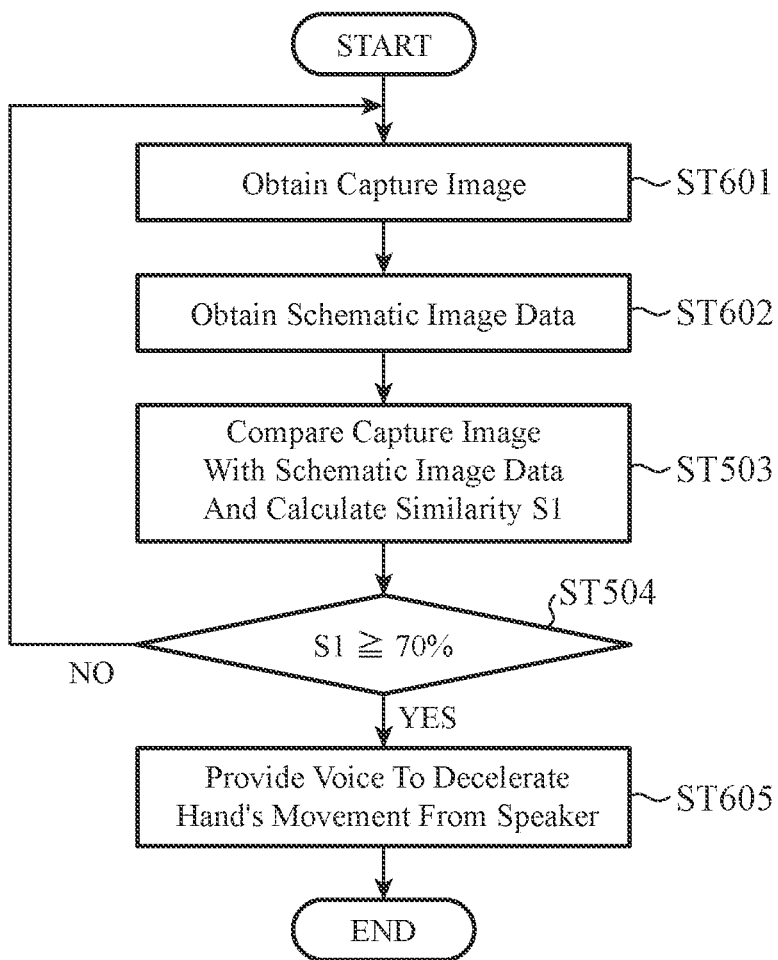 START
Obtain Capture Image
ST601
Obtain Schematic Image Data
ST602
Compare Capture Image
With Schematic Image Data
And Calculate Similarity S1
ST503
ST504
S1 ≧ 70%
NO
YES
Provide Voice To Decelerate
Hand's Movement From Speaker
ST605
END